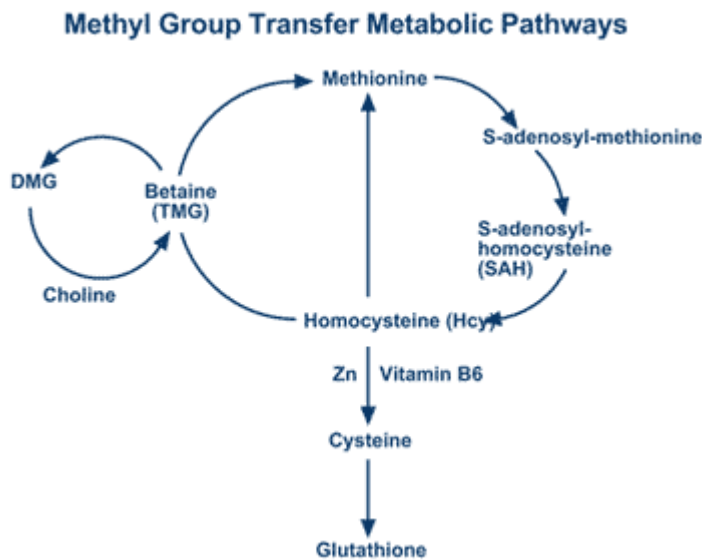 Methyl Group Transfer Metabolic Pathways
Methionine
S-adenosyl-methionine
DMG
Betaine
(TMG)
S-adenosyl-
homocysteine
(SAH)
Choline
Homocysteine (Hcy)
Zn
Vitamin B6
Cysteine
Glutathione